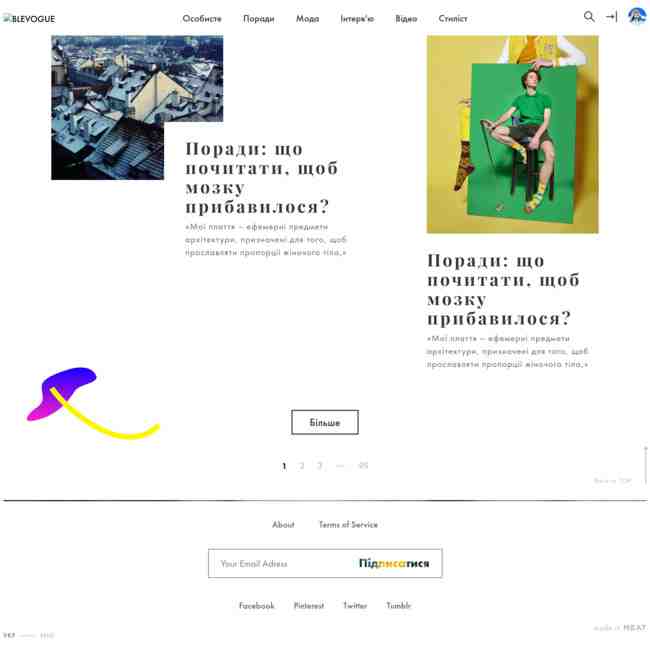 BLEVOGUE
Особисте Поради Мода Інтерв'ю Відео Стиліст
Поради: що
почитати, щоб
мозку
прибавилося?
«Мої плаття – ефемерні предмети
архітектури, призначені для того, щоб
прославляти пропорції жіночого тіла,»
Поради: що
почитати, щоб
мозку
прибавилося?
«Мої плаття – ефемерні предмети
архітектури, призначені для того, щоб
прославляти пропорції жіночого тіла,»
Більше
1 2 3 — 95
Back to TOP
About Terms of Service
Your Email Adress Підписатися
Facebook Pinterest Twitter Tumblr
made in MEAT
УКР ENG